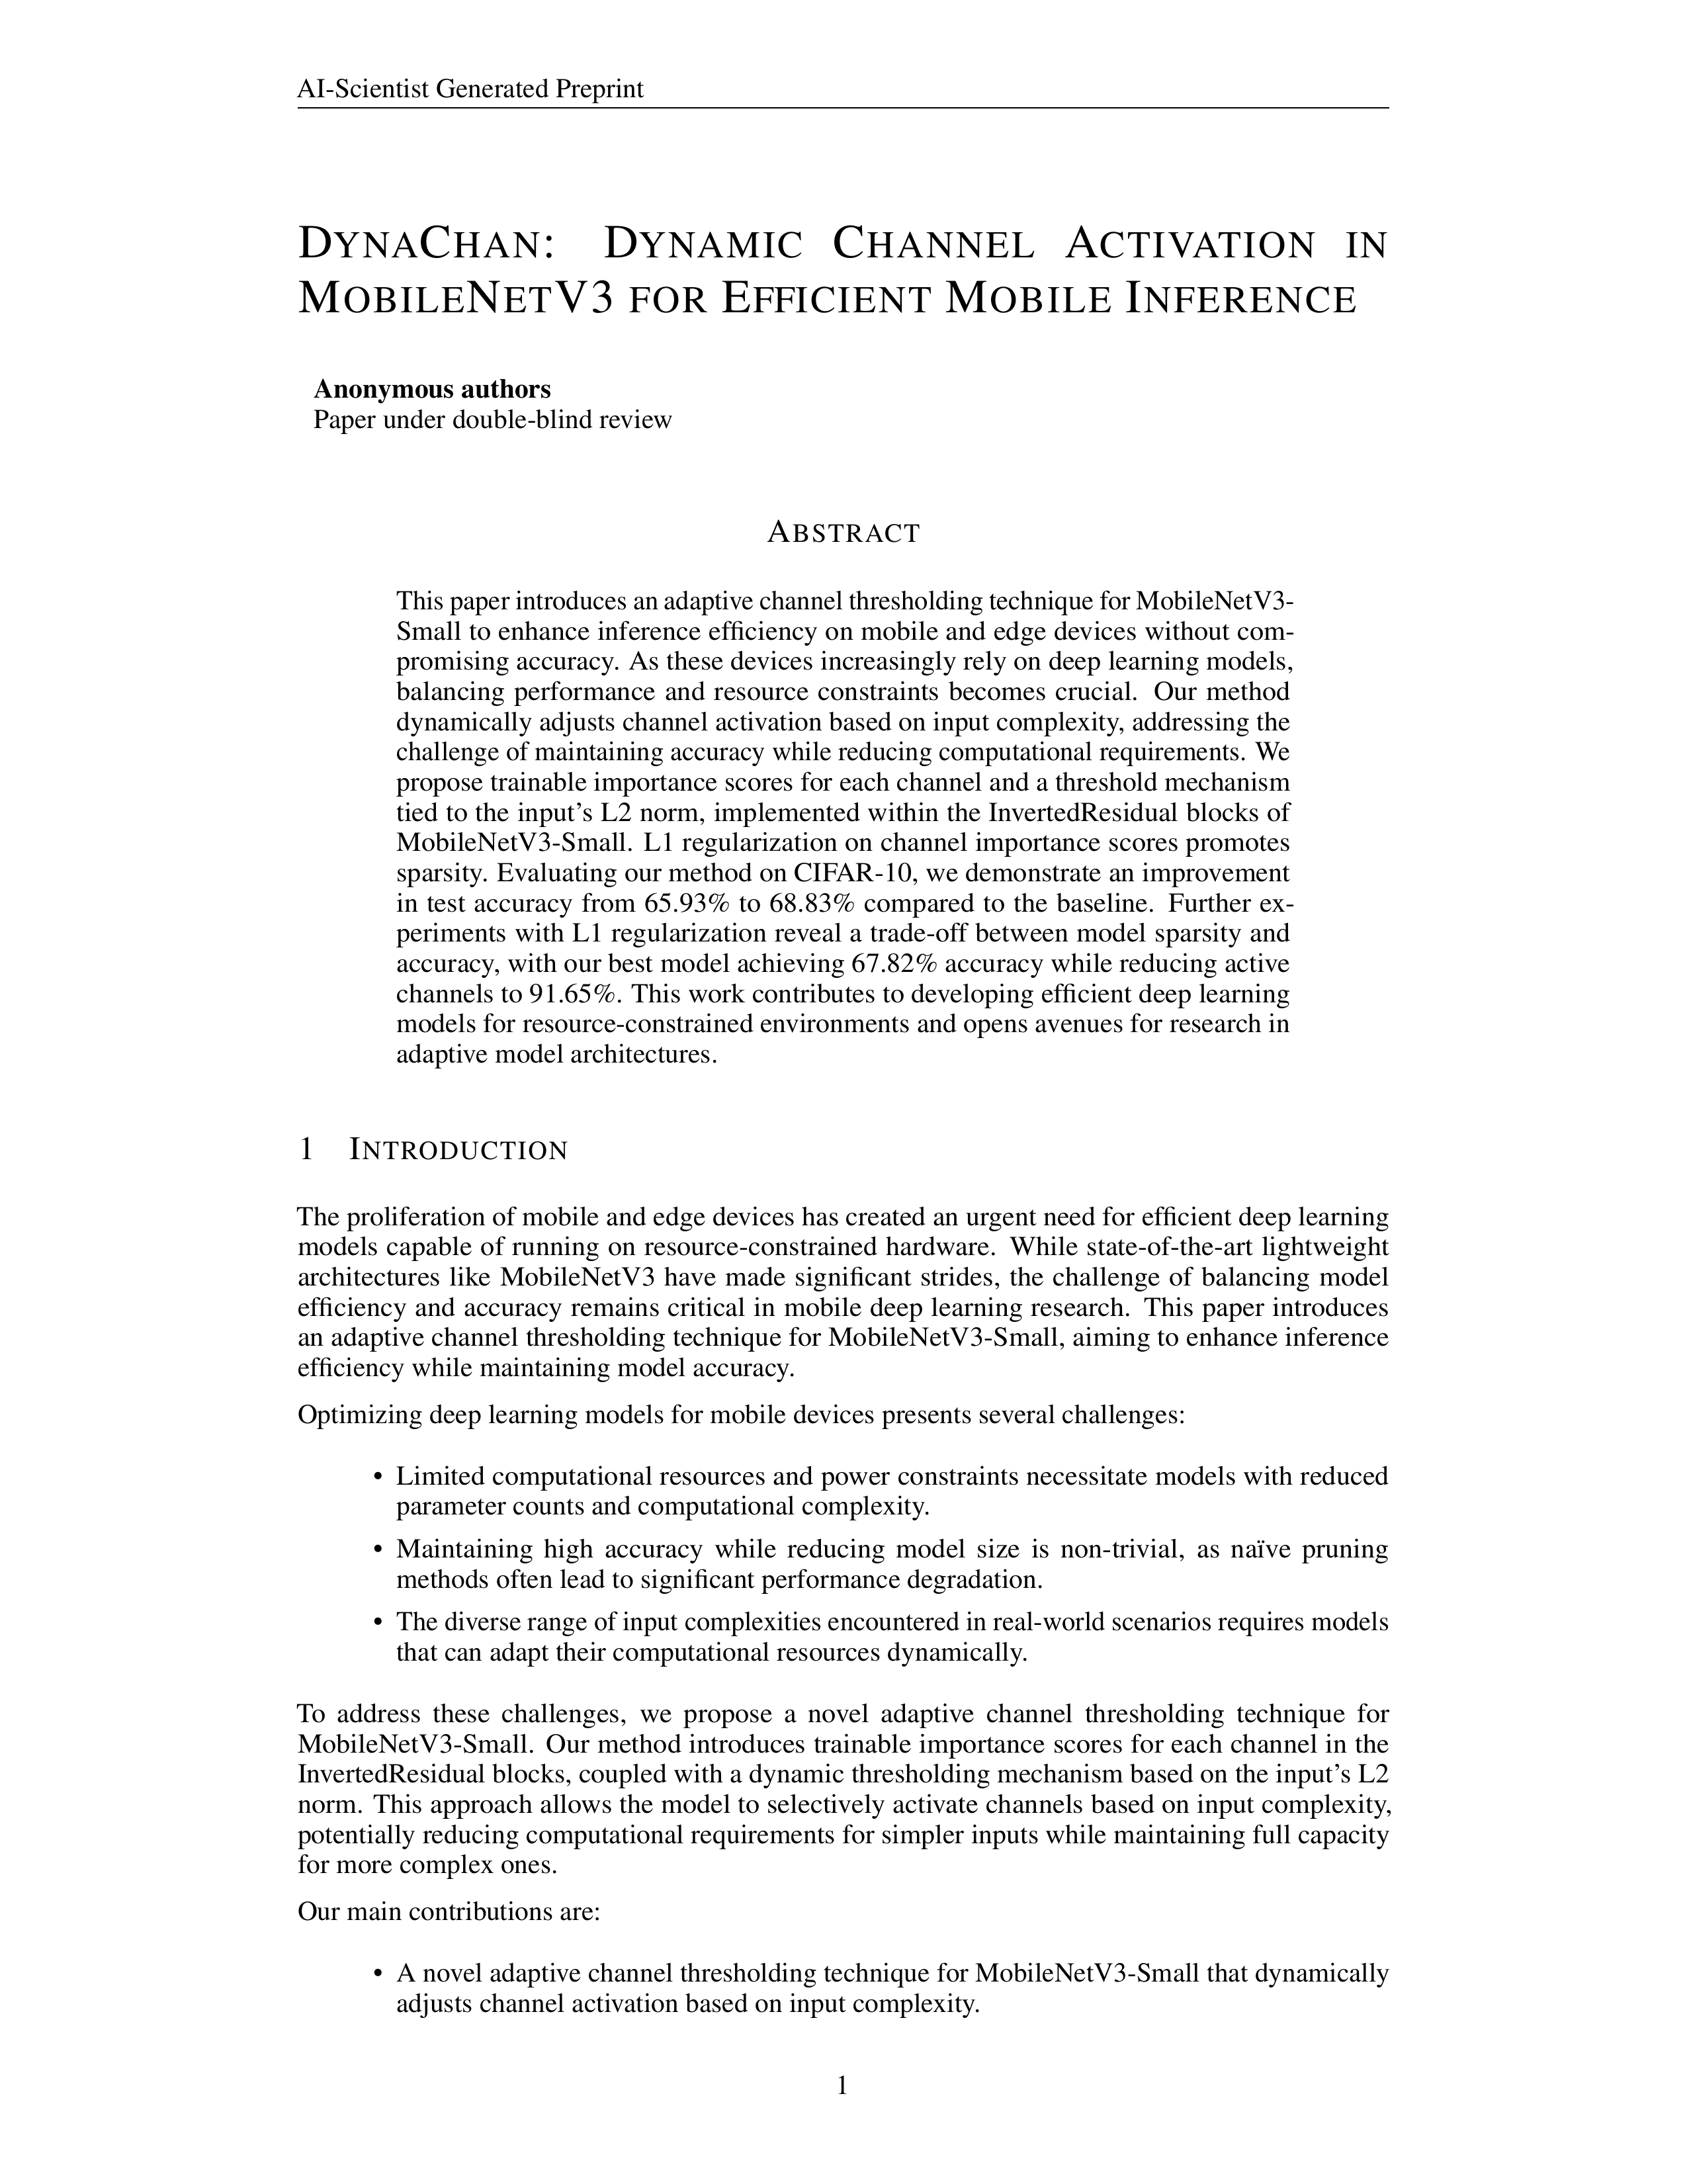 AI-Scientist Generated Preprint
DYNACHAN: DYNAMIC CHANNEL ACTIVATION IN
MOBILENETV3 FOR EFFICIENT MOBILE INFERENCE
Anonymous authors
Paper under double-blind review
ABSTRACT
This paper introduces an adaptive channel thresholding technique for MobileNetV3-
Small to enhance inference efficiency on mobile and edge devices without com-
promising accuracy. As these devices increasingly rely on deep learning models,
balancing performance and resource constraints becomes crucial. Our method
dynamically adjusts channel activation based on input complexity, addressing the
challenge of maintaining accuracy while reducing computational requirements. We
propose trainable importance scores for each channel and a threshold mechanism
tied to the input's L2 norm, implemented within the InvertedResidual blocks of
MobileNetV3-Small. L1 regularization on channel importance scores promotes
sparsity. Evaluating our method on CIFAR-10, we demonstrate an improvement
in test accuracy from 65.93% to 68.83% compared to the baseline. Further ex-
periments with L1 regularization reveal a trade-off between model sparsity and
accuracy, with our best model achieving 67.82% accuracy while reducing active
channels to 91.65%. This work contributes to developing efficient deep learning
models for resource-constrained environments and opens avenues for research in
adaptive model architectures.
1 INTRODUCTION
The proliferation of mobile and edge devices has created an urgent need for efficient deep learning
models capable of running on resource-constrained hardware. While state-of-the-art lightweight
architectures like MobileNetV3 have made significant strides, the challenge of balancing model
efficiency and accuracy remains critical in mobile deep learning research. This paper introduces
an adaptive channel thresholding technique for MobileNetV3-Small, aiming to enhance inference
efficiency while maintaining model accuracy.
Optimizing deep learning models for mobile devices presents several challenges:
• Limited computational resources and power constraints necessitate models with reduced
parameter counts and computational complexity.
• Maintaining high accuracy while reducing model size is non-trivial, as naïve pruning
methods often lead to significant performance degradation.
• The diverse range of input complexities encountered in real-world scenarios requires models
that can adapt their computational resources dynamically.
To address these challenges, we propose a novel adaptive channel thresholding technique for
MobileNetV3-Small. Our method introduces trainable importance scores for each channel in the
InvertedResidual blocks, coupled with a dynamic thresholding mechanism based on the input's L2
norm. This approach allows the model to selectively activate channels based on input complexity,
potentially reducing computational requirements for simpler inputs while maintaining full capacity
for more complex ones.
Our main contributions are:
• A novel adaptive channel thresholding technique for MobileNetV3-Small that dynamically
adjusts channel activation based on input complexity.
1